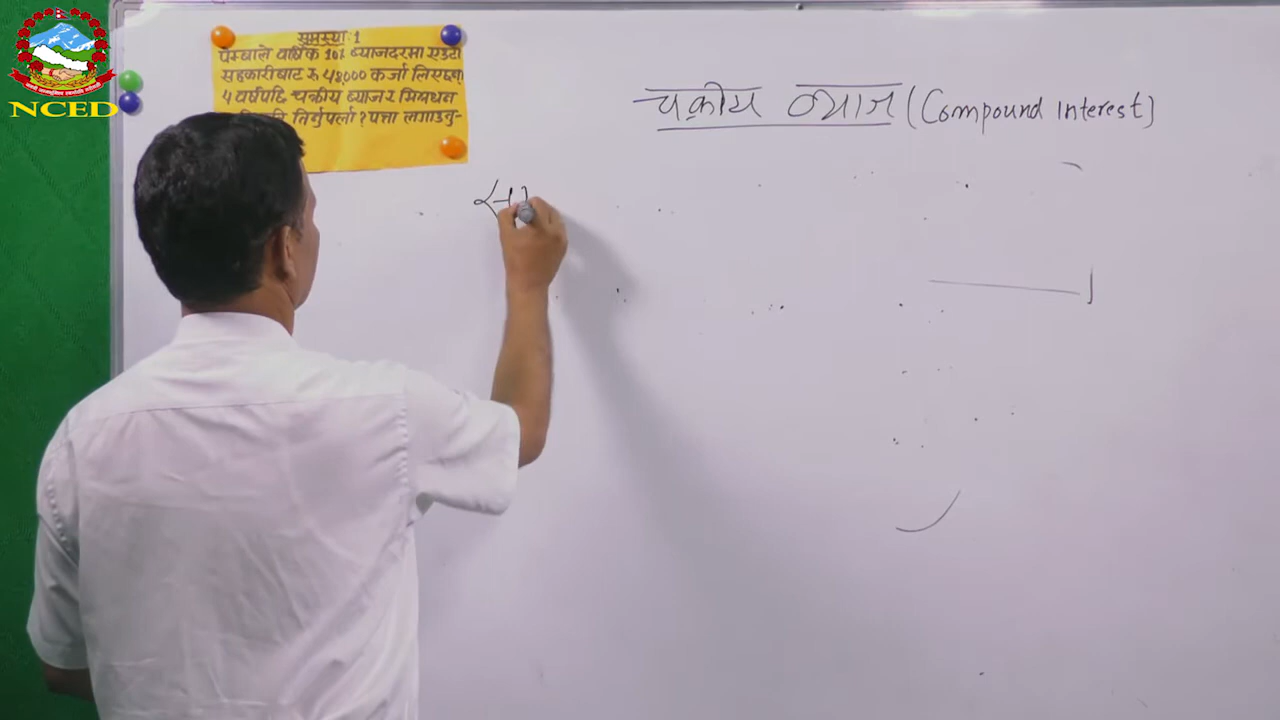 NCED
समस्या: 1
पेम्बाले वार्षिक 10% ब्याजदरमा एउटा
सहकारीबाट रु 45000 कर्जा लिएछन्
4 वर्षपछि चक्रीय ब्याज र मिश्रधन
तिर्नुपर्ला ? पत्ता लगाउनु-
चक्रीय ब्याज (Compound Interest)